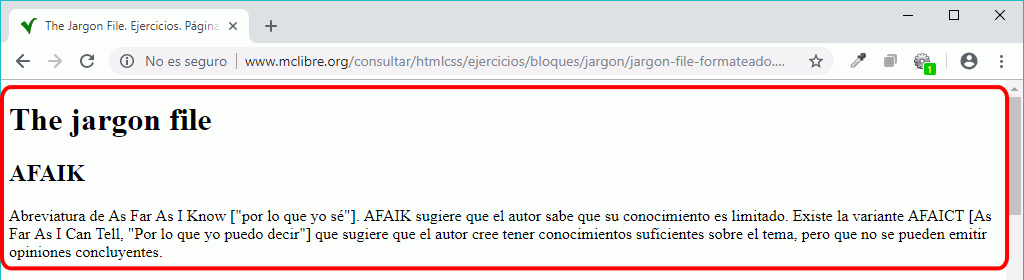 The Jargon File. Ejercicios. Página
No es seguro | www.mclibre.org/consultar/htmlcss/ejercicios/bloques/jargon/jargon-file-formateado....
1
The jargon file
AFAIK
Abreviatura de As Far As I Know ["por lo que yo sé"]. AFAIK sugiere que el autor sabe que su conocimiento es limitado. Existe la variante AFAICT [As
Far As I Can Tell, "Por lo que yo puedo decir"] que sugiere que el autor cree tener conocimientos suficientes sobre el tema, pero que no se pueden emitir
opiniones concluyentes.